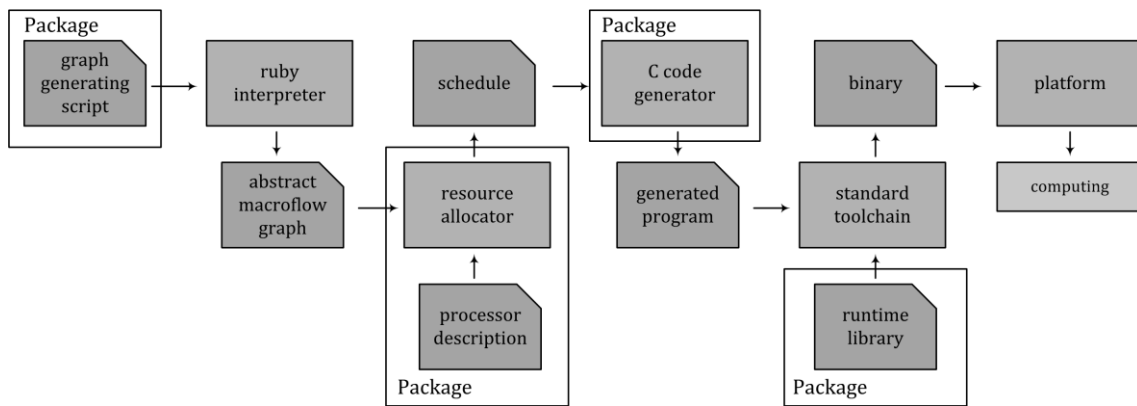 Package
graph
generating
script
ruby
interpreter
abstract
macroflow
graph
schedule
resource
allocator
processor
description
Package
Package
C code
generator
generated
program
binary
standard
toolchain
runtime
library
Package
platform
computing